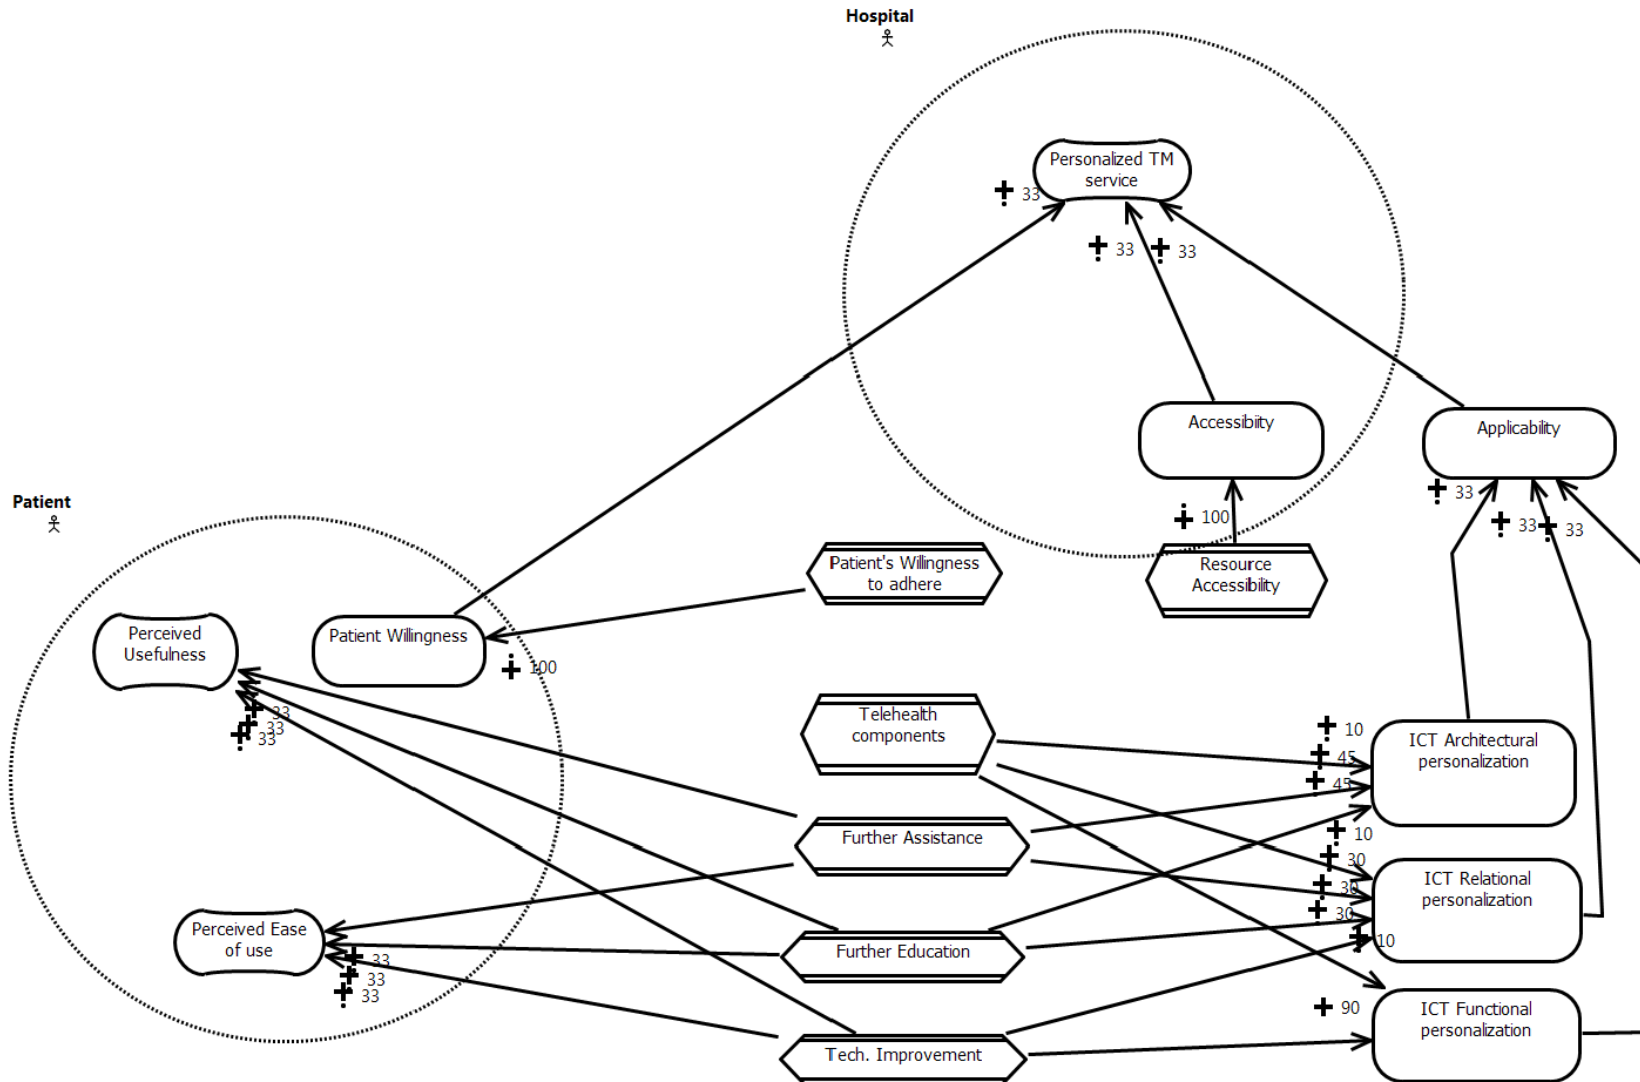 Hospital
Personalized TM
service
33
33
33
Accessibiity
Applicability
Patient
33
100
33
33
Patient's Willingness
to adhere
Resource
Accessibility
Perceived
Usefulness
Patient Willingness
100
33
33
33
Telehealth
components
10
45
45
ICT Architectural
personalization
Further Assistance
10
30
30
30
10
ICT Relational
personalization
Perceived Ease
of use
33
33
33
Further Education
90
ICT Functional
personalization
Tech. Improvement